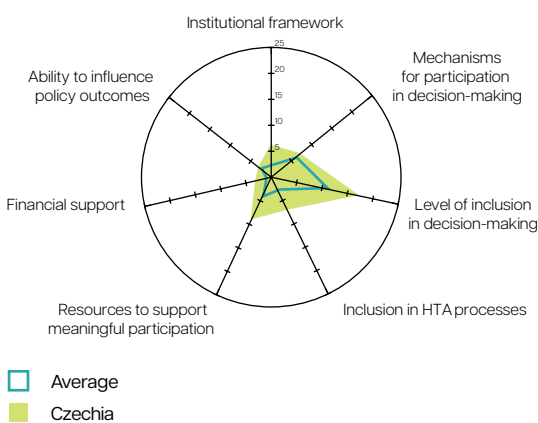 Institutional framework
25
20
15
10
5
Mechanisms
for participation
in decision-making
Level of inclusion
in decision-making
Inclusion in HTA processes
Resources to support
meaningful participation
Financial support
Ability to influence
policy outcomes
Average
Czechia